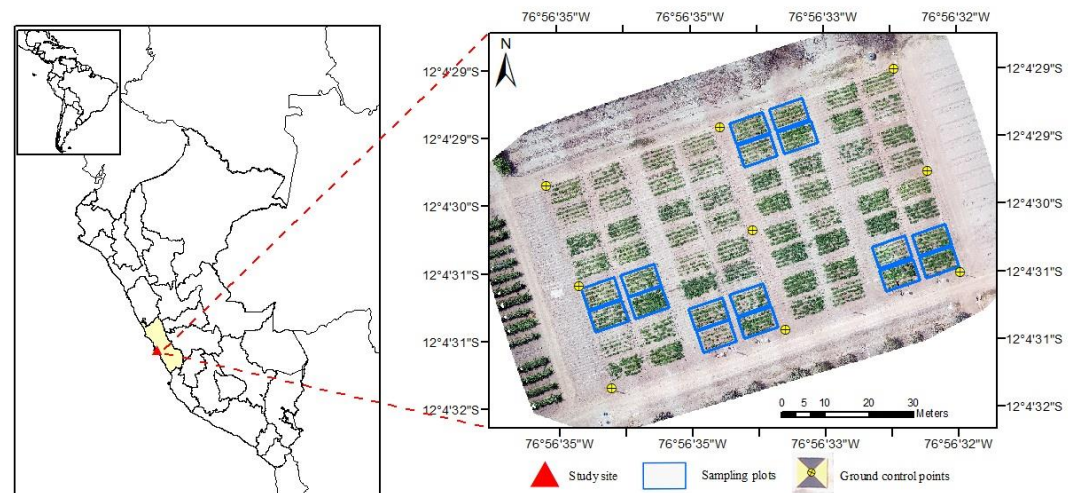 76°56'35"W 76°56'35"W 76°56'33"W 76°56'32"W
N
12°4'29"S 12°4'29"S
12°4'29"S 12°4'29"S
12°4'30"S 12°4'30"S
12°4'31"S 12°4'31"S
12°4'31"S 12°4'31"S
0 5 10 20 30
Meters
12°4'32"S 12°4'32"S
76°56'35"W 76°56'35"W 76°56'33"W 76°56'32"W
Study site Sampling plots Ground control points